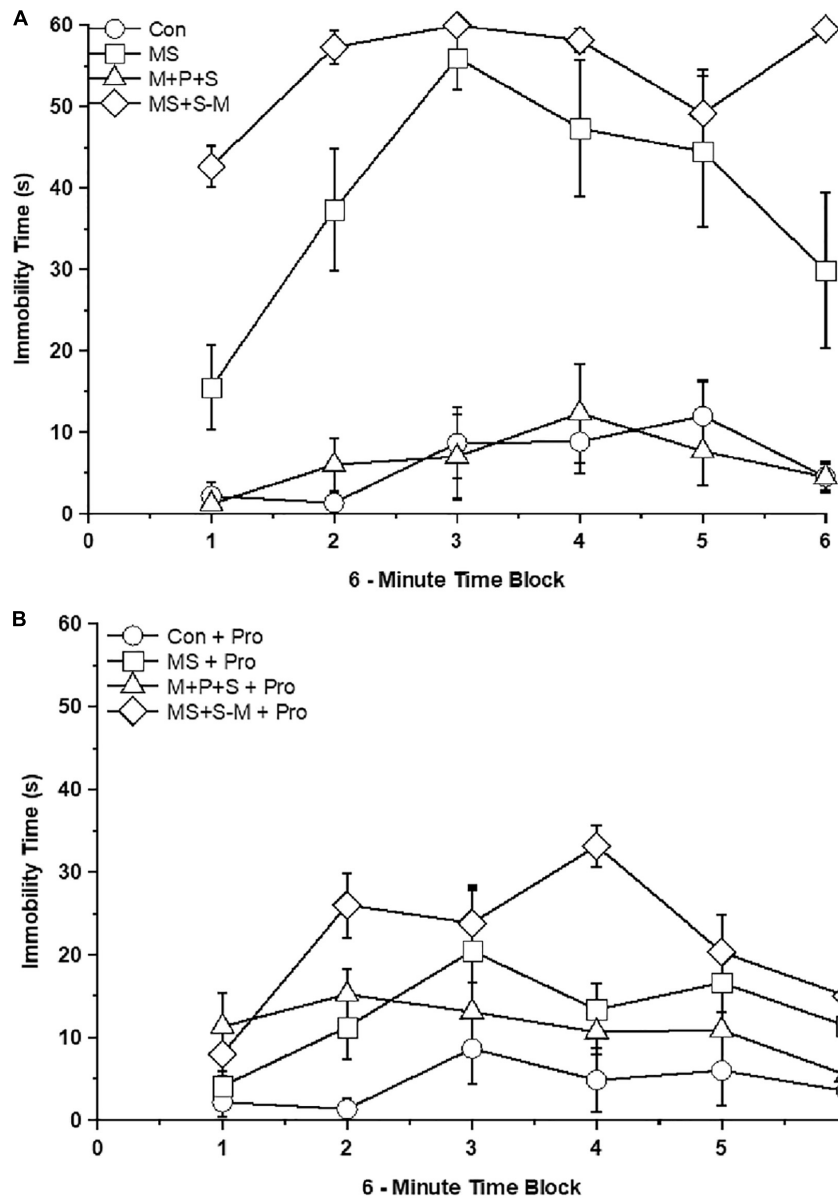 A
Con
MS
M+P+S
MS+S-M
Immobility Time (s)
60
50
40
30
20
10
0
0 1 2 3 4 5 6
6 - Minute Time Block
B
Con + Pro
MS + Pro
M+P+S + Pro
MS+S-M + Pro
Immobility Time (s)
60
50
40
30
20
10
0
0 1 2 3 4 5
6 - Minute Time Block